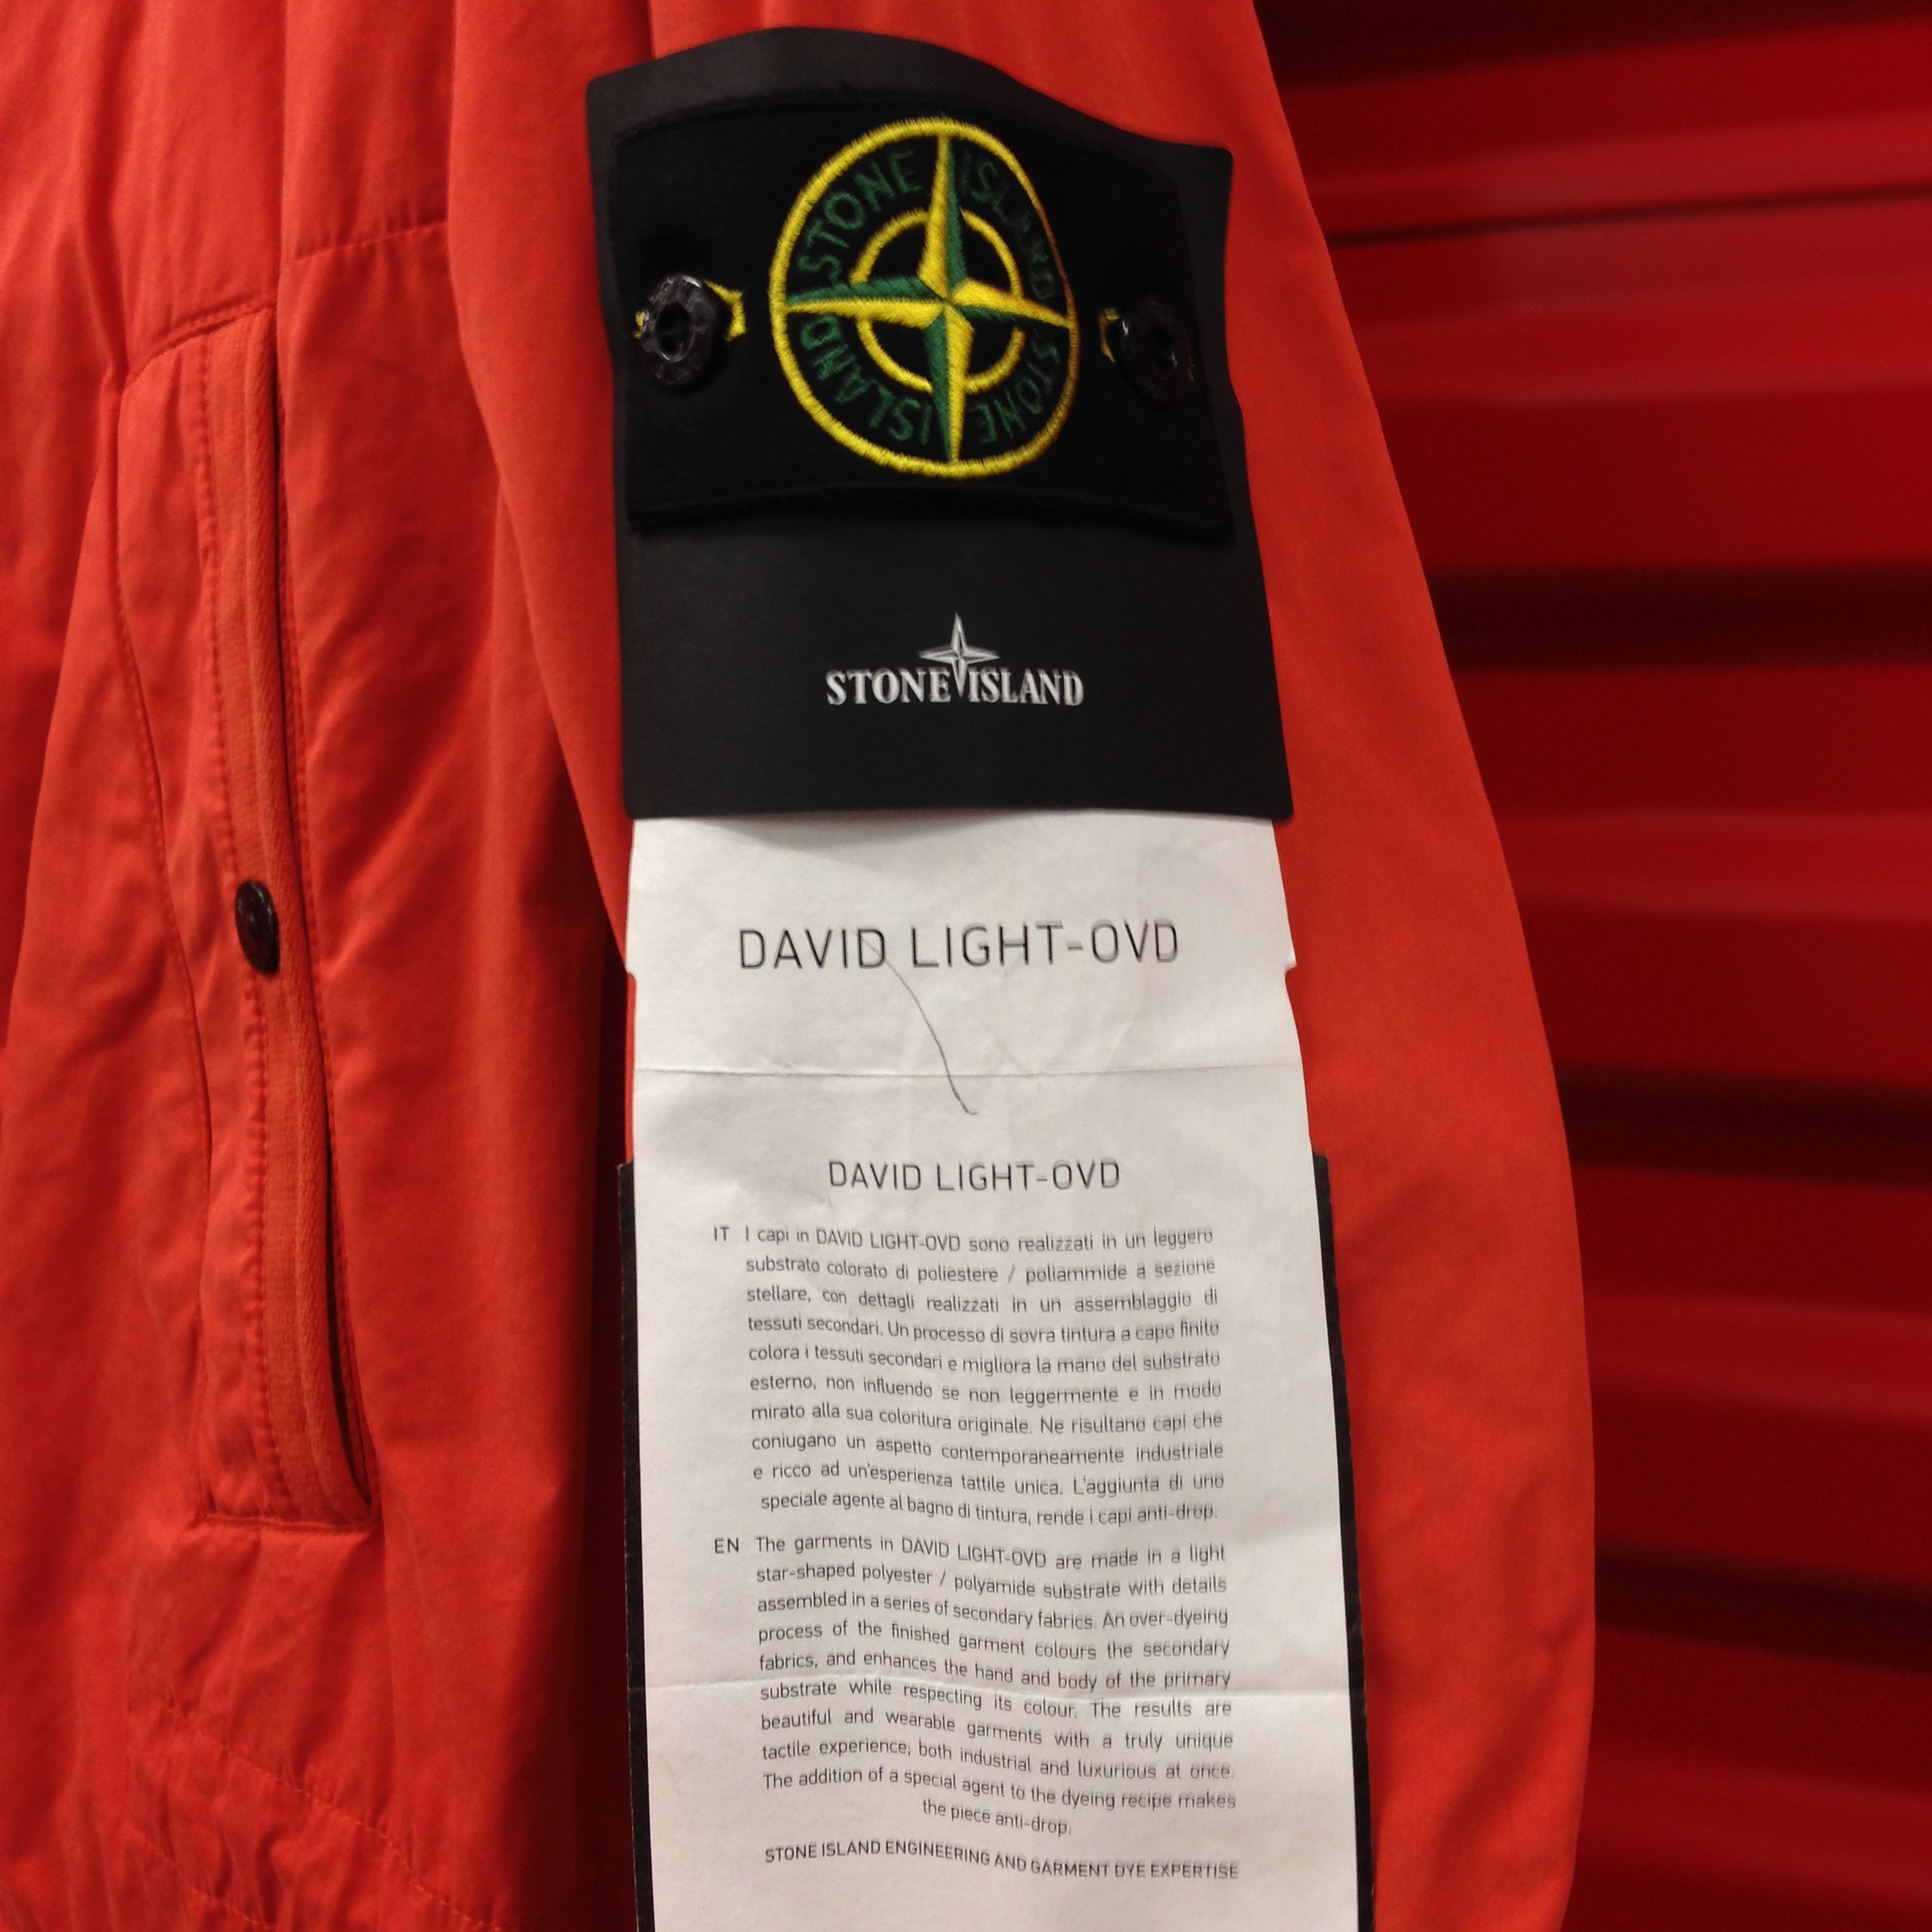 STONE ISLAND
STONE ISLAND
STONE ISLAND
DAVID LIGHT-OVD
DAVID LIGHT-OVD
IT I capi in DAVID LIGHT-OVD sono realizzati in un leggero
substrato colorato di poliestere / poliammide a sezione
stellare, con dettagli realizzati in un assemblaggio di
tessuti secondari. Un processo di sovra tintura a capo finito
colora i tessuti secondari e migliora la mano del substrato
esterno, non influendo se non leggermente e in modo
mirato alla sua coloritura originale. Ne risultano capi che
coniugano un aspetto contemporaneamente industriale
e ricco ad un'esperienza tattile unica. L'aggiunta di uno
speciale agente al bagno di tintura, rende i capi anti-drop.
EN The garments in DAVID LIGHT-OVD are made in a light
star-shaped polyester / polyamide substrate with details
assembled in a series of secondary fabrics. An over-dyeing
process of the finished garment colours the secondary
fabrics, and enhances the hand and body of the primary
substrate while respecting its colour. The results are
beautiful and wearable garments with a truly unique
tactile experience; both industrial and luxurious at once.
The addition of a special agent to the dyeing recipe makes
the piece anti-drop.
STONE ISLAND ENGINEERING AND GARMENT DYE EXPERTISE